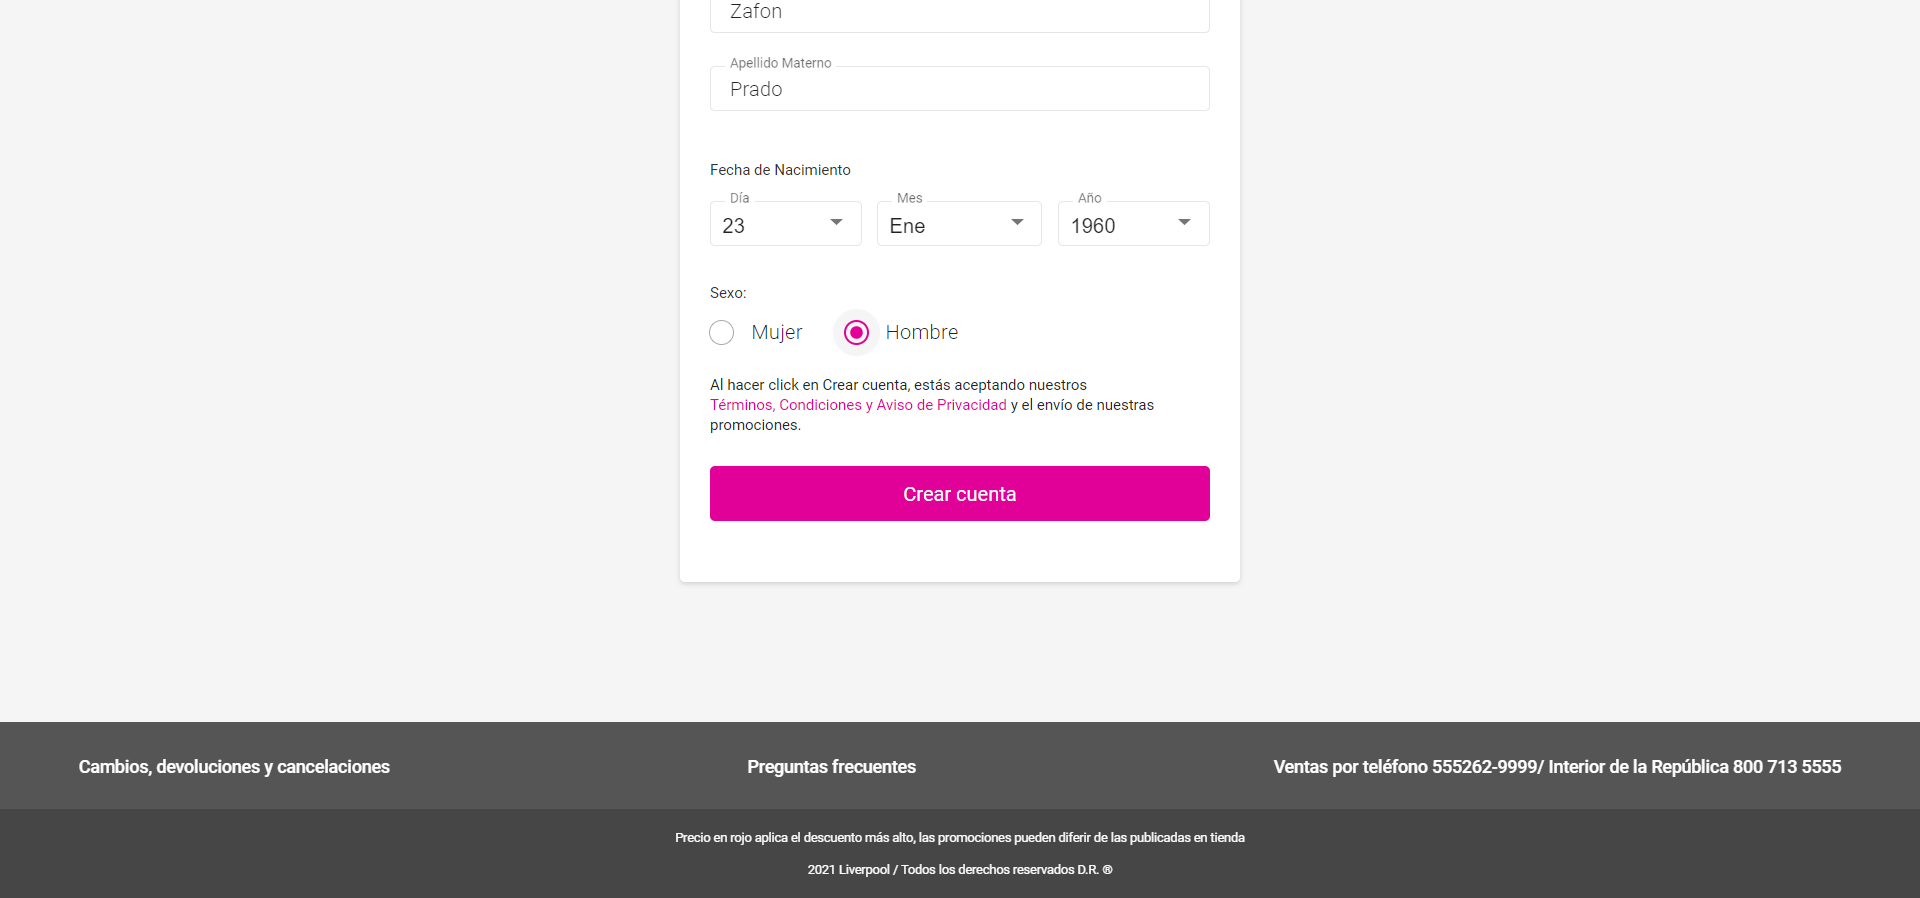 Zafon
Apellido Materno
Prado
Fecha de Nacimiento
Día
Mes
Año
23
Ene
1960
Sexo:
Mujer
Hombre
Al hacer click en Crear cuenta, estás aceptando nuestros
Términos, Condiciones y Aviso de Privacidad y el envío de nuestras
promociones.
Crear cuenta
Cambios, devoluciones y cancelaciones
Preguntas frecuentes
Ventas por teléfono 555262-9999/ Interior de la República 800 713 5555
Precio en rojo aplica el descuento más alto, las promociones pueden diferir de las publicadas en tienda
2021 Liverpool / Todos los derechos reservados D.R. ®